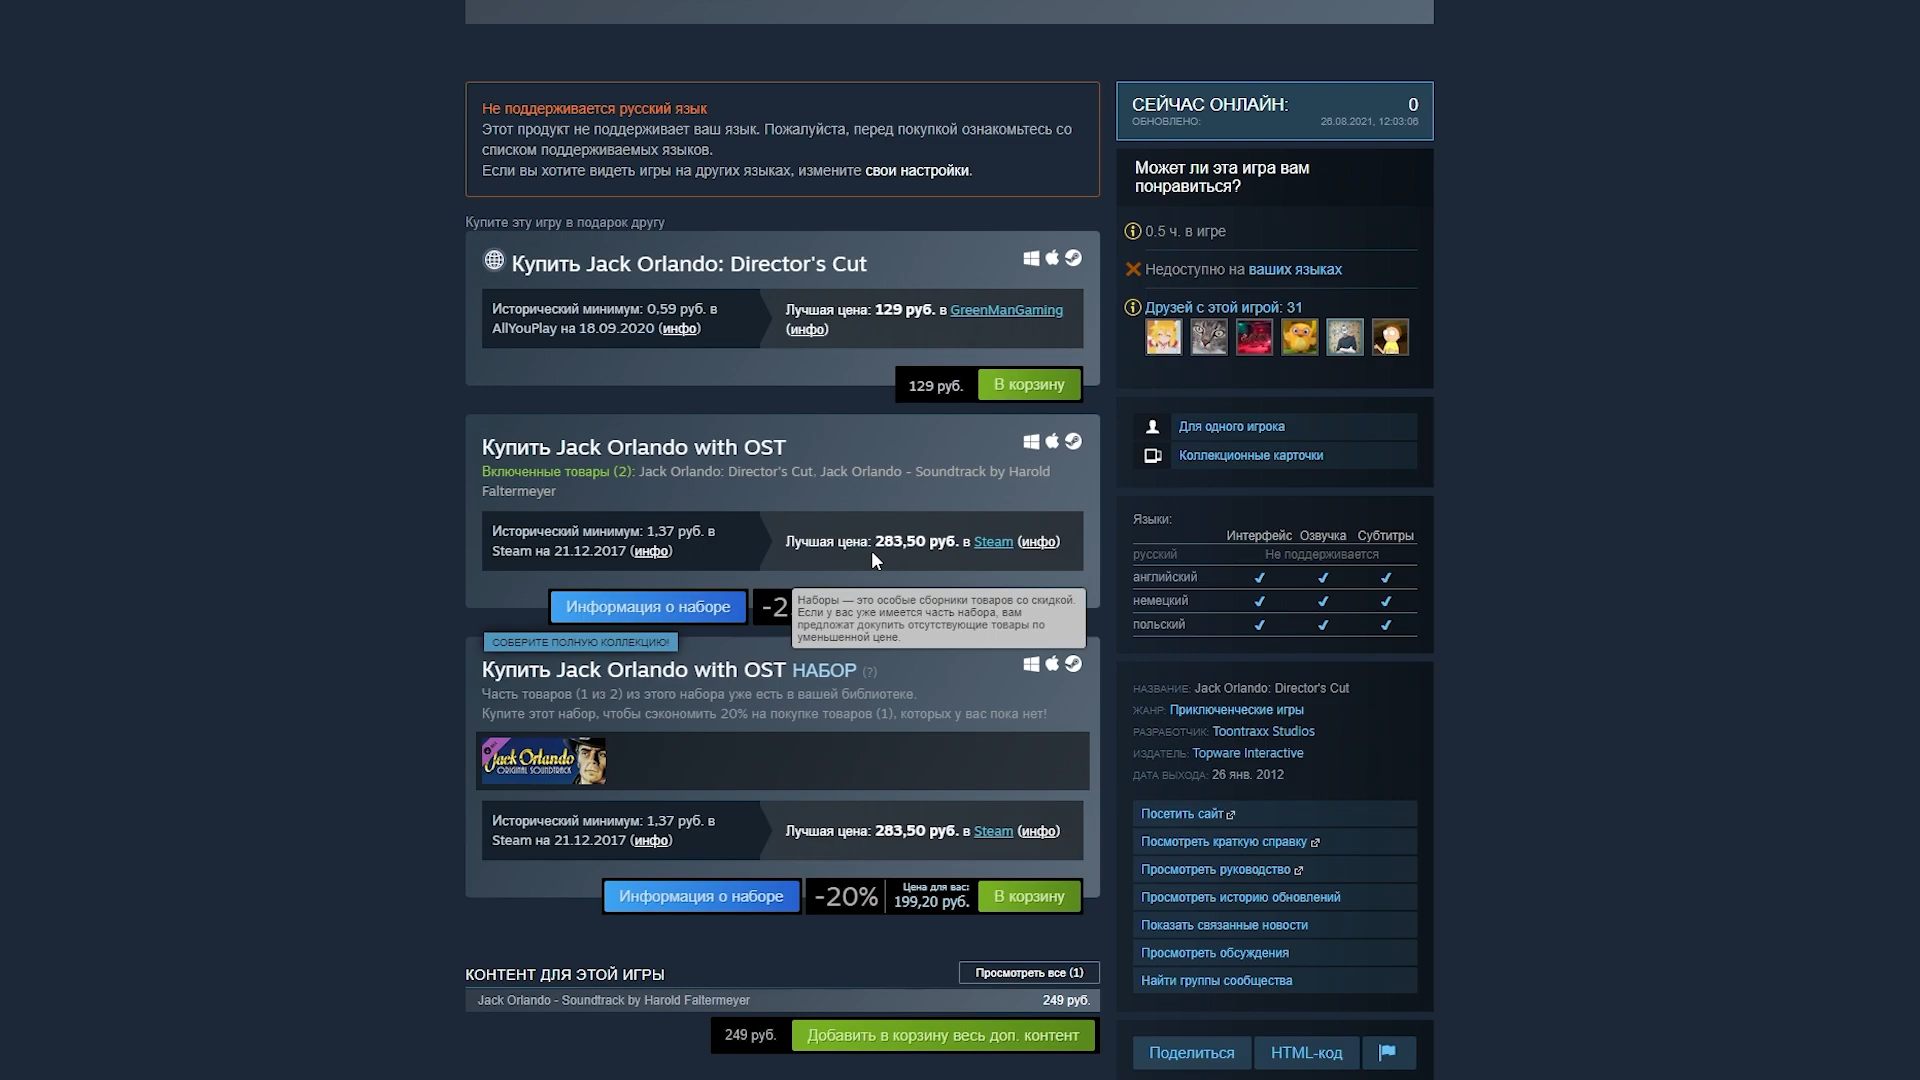 Не поддерживается русский язык
Этот продукт не поддерживает ваш язык. Пожалуйста, перед покупкой ознакомьтесь со
списком поддерживаемых языков.
Если вы хотите видеть игры на других языках, измените свои настройки.
Купите эту игру в подарок другу
Купить Jack Orlando: Director's Cut
Исторический минимум: 0,59 руб. в
AllYouPlay на 18.09.2020 (инфо)
Лучшая цена: 129 руб. в GreenManGaming
(инфо)
129 руб.
В корзину
Купить Jack Orlando with OST
Включенные товары (2): Jack Orlando: Director's Cut, Jack Orlando - Soundtrack by Harold
Faltermeyer
Исторический минимум: 1,37 руб. в
Steam на 21.12.2017 (инфо)
Лучшая цена: 283,50 руб. в Steam (инфо)
Информация о наборе
-2
Наборы — это особые сборники товаров со скидкой.
Если у вас уже имеется часть набора, вам
предложат докупить отсутствующие товары по
уменьшенной цене.
СОБЕРИТЕ ПОЛНУЮ КОЛЛЕКЦИЮ!
Купить Jack Orlando with OST НАБОР (?)
Часть товаров (1 из 2) из этого набора уже есть в вашей библиотеке.
Купите этот набор, чтобы сэкономить 20% на покупке товаров (1), которых у вас пока нет!
Jack Orlando
ORIGINAL SOUNDTRACK
Исторический минимум: 1,37 руб. в
Steam на 21.12.2017 (инфо)
Лучшая цена: 283,50 руб. в Steam (инфо)
Информация о наборе
-20%
Цена для вас:
199,20 руб.
В корзину
КОНТЕНТ ДЛЯ ЭТОЙ ИГРЫ
Просмотреть все (1)
Jack Orlando - Soundtrack by Harold Faltermeyer
249 руб.
249 руб.
Добавить в корзину весь доп. контент
СЕЙЧАС ОНЛАЙН: 0
ОБНОВЛЕНО: 26.08.2021, 12:03:06
Может ли эта игра вам
понравиться?
0.5 ч. в игре
Недоступно на ваших языках
Друзей с этой игрой: 31
Для одного игрока
Коллекционные карточки
Языки:
Интерфейс Озвучка Субтитры
русский Не поддерживается
английский ✔ ✔ ✔
немецкий ✔ ✔ ✔
польский ✔ ✔ ✔
НАЗВАНИЕ: Jack Orlando: Director's Cut
ЖАНР: Приключенческие игры
РАЗРАБОТЧИК: Toontraxx Studios
ИЗДАТЕЛЬ: Topware Interactive
ДАТА ВЫХОДА: 26 янв. 2012
Посетить сайт
Посмотреть краткую справку
Просмотреть руководство
Просмотреть историю обновлений
Показать связанные новости
Просмотреть обсуждения
Найти группы сообщества
Поделиться
HTML-код